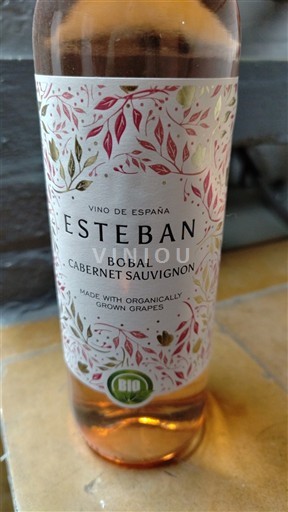 VINO DE ESPAÑA
ESTEBAN
VINIOU
BOBAL
CABERNET SAUVIGNON
MADE WITH ORGANICALLY
GROWN GRAPES
BIO